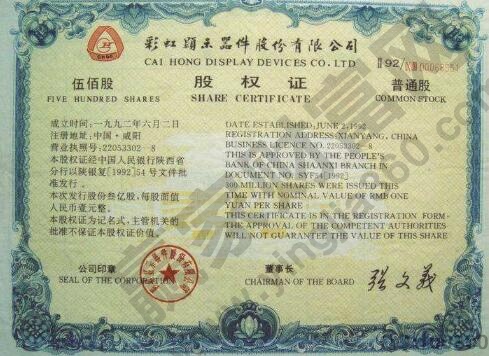 彩虹顯示器件股份有限公司
CAI HONG DISPLAY DEVICES CO. LTD
伍佰股
FIVE HUNDRED SHARES
股权证
SHARE CERTIFICATE
普通股
COMMON STOCK
成立时间:一九九二年六月二日
注册地址:中国·咸阳
营业执照号:22053302-8
本股权证经中国人民银行陕西省
分行以陕银复[1992]54号文件批
准发行。
本次发行股份叁亿股,每股面值
人民币壹元整。
本股权证为记名式,主管机关的
批准不保证本股权证价值。
DATE ESTABLISHED: JUNE 2, 1992
REGISTRATION ADDRESS: XIANYANG, CHINA
BUSINESS LICENCE NO. 22053302-8
THIS IS APPROVED BY THE PEOPLE'S
BANK OF CHINA SHAANXI BRANCH IN
DOCUMENT NO. [1992]
300 MILLION SHARES WERE ISSUED THIS
TIME WITH NOMINAL VALUE OF RMB ONE
YUAN PER SHARE
THIS CERTIFICATE IS IN THE REGISTRATION FORM
THE APPROVAL OF THE COMPETENT AUTHORITIES
WILL NOT GUARANTEE THE VALUE OF THIS SHARE
公司印章
SEAL OF THE CORPORATION
董事长
CHAIRMAN OF THE BOARD
张文义